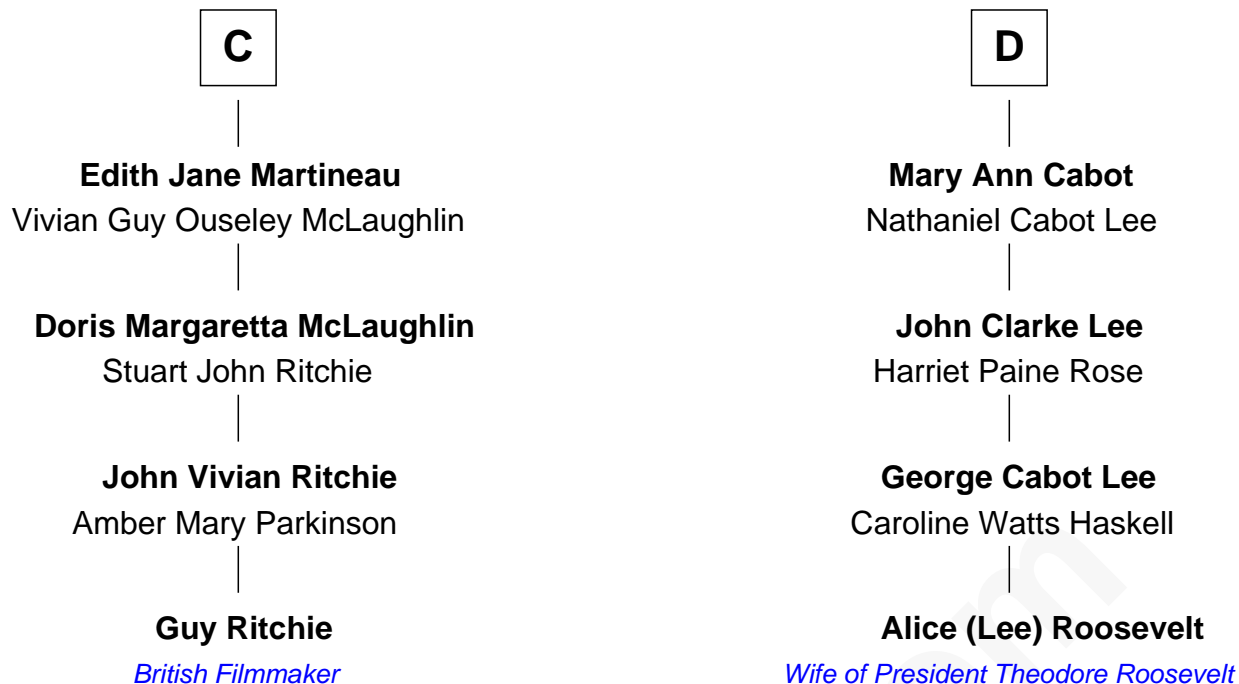 C
Edith Jane Martineau
Vivian Guy Ouseley McLaughlin
Doris Margaretta McLaughlin
Stuart John Ritchie
John Vivian Ritchie
Amber Mary Parkinson
Guy Ritchie
British Filmmaker
D
Mary Ann Cabot
Nathaniel Cabot Lee
John Clarke Lee
Harriet Paine Rose
George Cabot Lee
Caroline Watts Haskell
Alice (Lee) Roosevelt
Wife of President Theodore Roosevelt